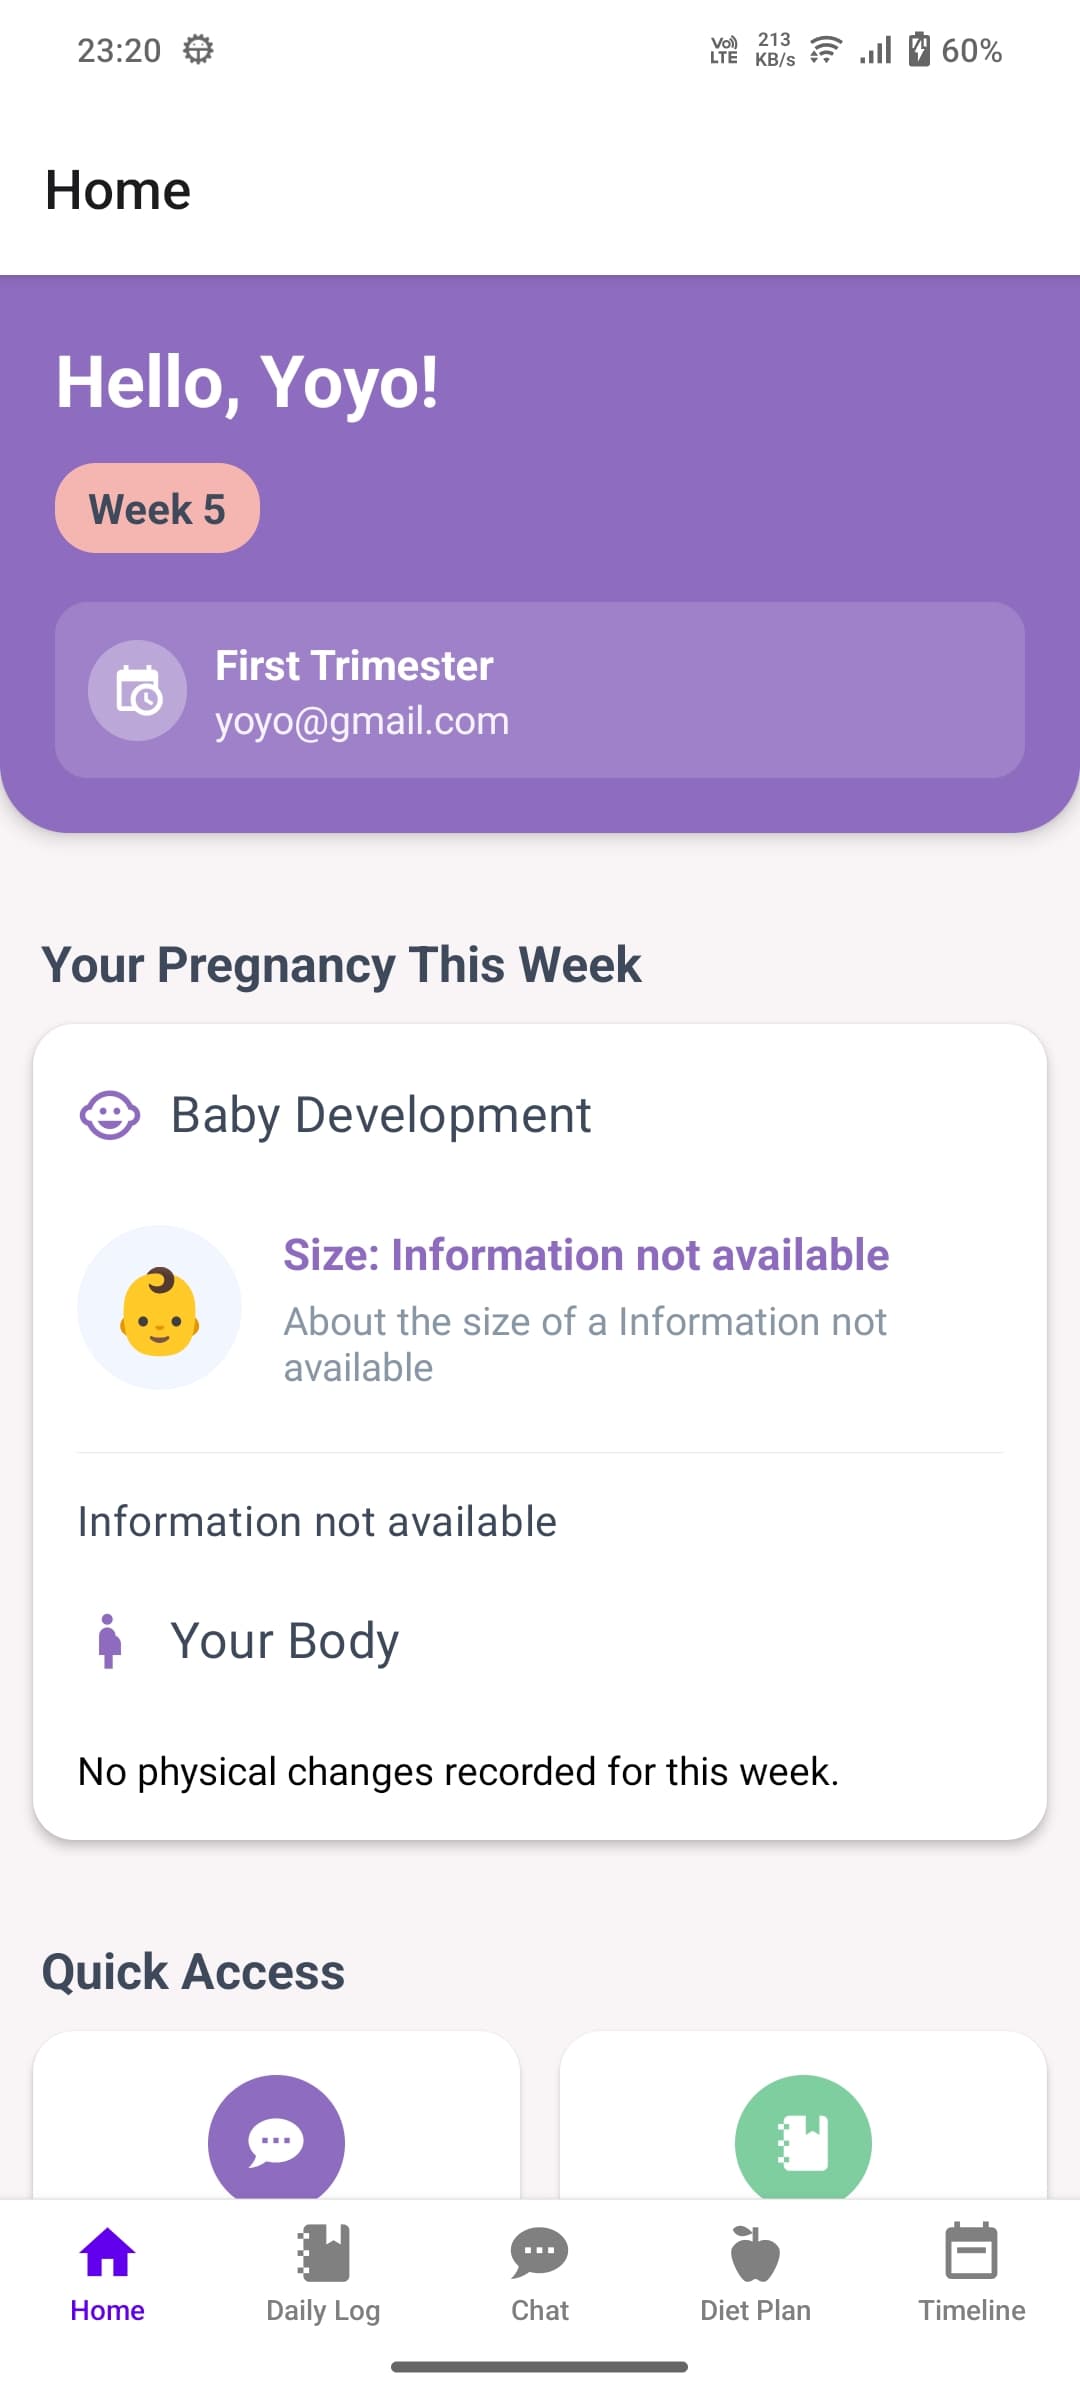 23:20
Vo)) LTE 213 KB/s 60%
Home
Hello, Yoyo!
Week 5
First Trimester
yoyo@gmail.com
Your Pregnancy This Week
Baby Development
Size: Information not available
About the size of a Information not
available
Information not available
Your Body
No physical changes recorded for this week.
Quick Access
Home Daily Log Chat Diet Plan Timeline